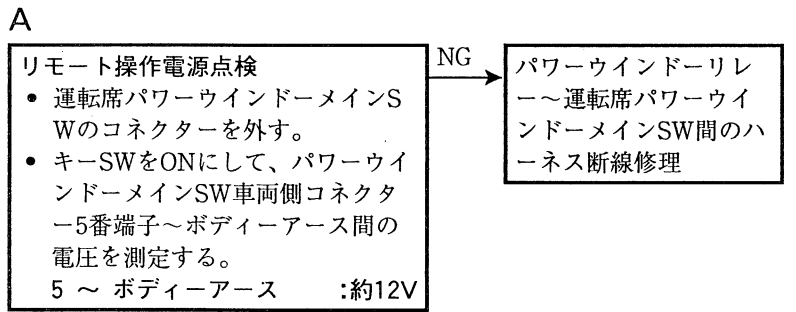 A
リモート操作電源点検
• 運転席パワーウインドーメインS
Wのコネクターを外す。
• キーSWをONにして、パワーウイ
ンドーメインSW車両側コネクタ
ー5番端子～ボディーアース間の
電圧を測定する。
5 ～ ボディーアース :約12V
NG
パワーウインドーリレ
ー～運転席パワーウイ
ンドーメインSW間のハ
ーネス断線修理